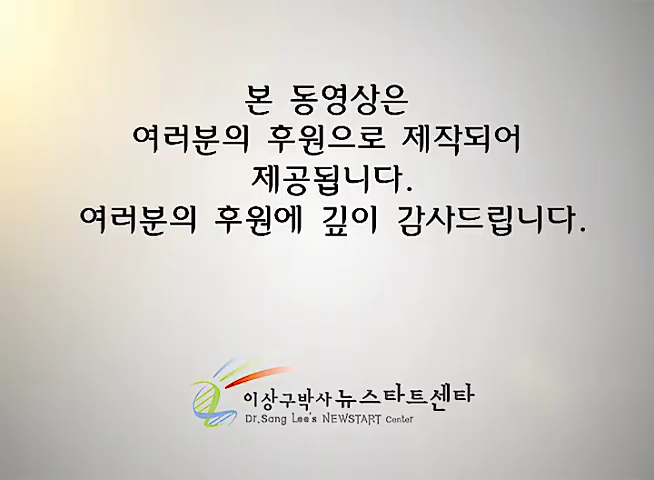 본 동영상은
여러분의 후원으로 제작되어
제공됩니다.
여러분의 후원에 깊이 감사드립니다.
이상구박사 뉴스타트센타
Dr.Sang Lee's NEWSTART Center